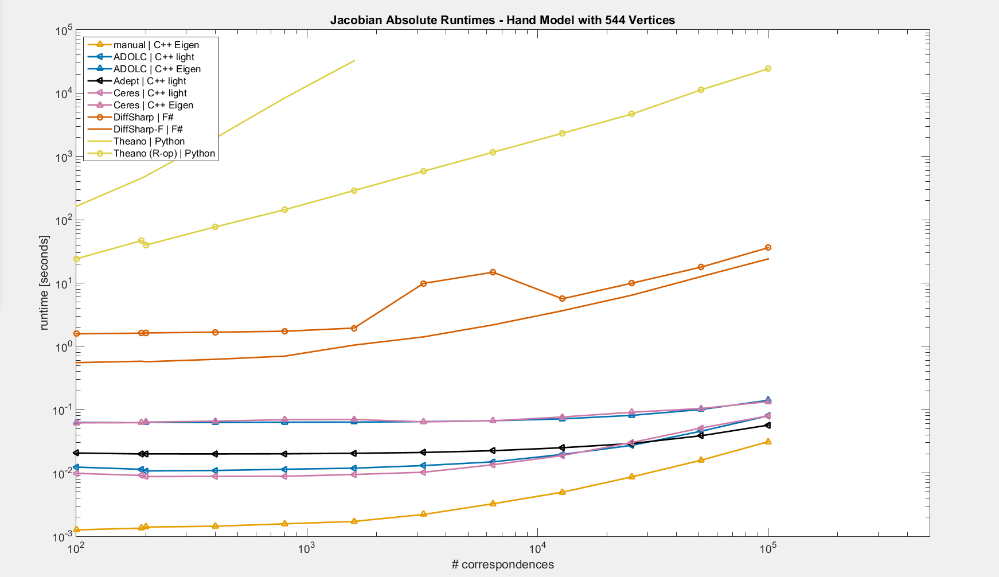 Jacobian Absolute Runtimes - Hand Model with 544 Vertices
manual | C++ Eigen
ADOLC | C++ light
ADOLC | C++ Eigen
Adept | C++ light
Ceres | C++ light
Ceres | C++ Eigen
DiffSharp | F#
DiffSharp-F | F#
Theano | Python
Theano (R-op) | Python
runtime [seconds]
10^5
10^4
10^3
10^2
10^1
10^0
10^-1
10^-2
10^-3
10^2 10^3 10^4 10^5
# correspondences